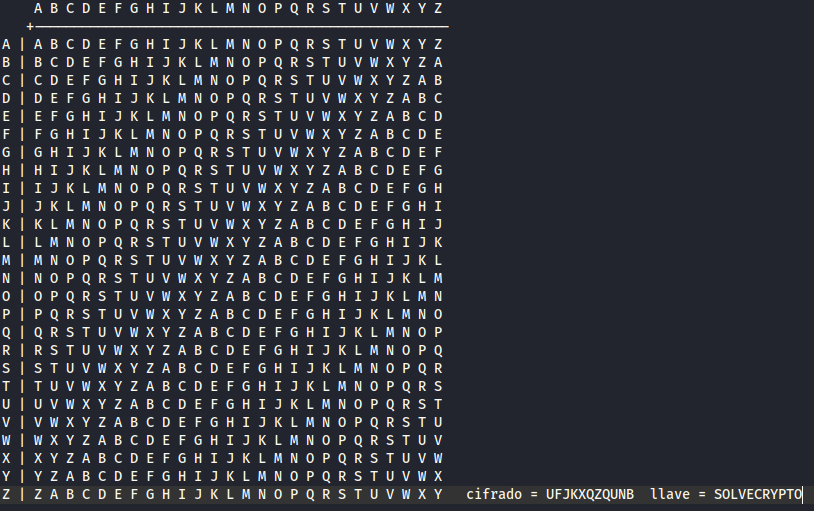 A B C D E F G H I J K L M N O P Q R S T U V W X Y Z
+----------------------------------------------------
A | A B C D E F G H I J K L M N O P Q R S T U V W X Y Z
B | B C D E F G H I J K L M N O P Q R S T U V W X Y Z A
C | C D E F G H I J K L M N O P Q R S T U V W X Y Z A B
D | D E F G H I J K L M N O P Q R S T U V W X Y Z A B C
E | E F G H I J K L M N O P Q R S T U V W X Y Z A B C D
F | F G H I J K L M N O P Q R S T U V W X Y Z A B C D E
G | G H I J K L M N O P Q R S T U V W X Y Z A B C D E F
H | H I J K L M N O P Q R S T U V W X Y Z A B C D E F G
I | I J K L M N O P Q R S T U V W X Y Z A B C D E F G H
J | J K L M N O P Q R S T U V W X Y Z A B C D E F G H I
K | K L M N O P Q R S T U V W X Y Z A B C D E F G H I J
L | L M N O P Q R S T U V W X Y Z A B C D E F G H I J K
M | M N O P Q R S T U V W X Y Z A B C D E F G H I J K L
N | N O P Q R S T U V W X Y Z A B C D E F G H I J K L M
O | O P Q R S T U V W X Y Z A B C D E F G H I J K L M N
P | P Q R S T U V W X Y Z A B C D E F G H I J K L M N O
Q | Q R S T U V W X Y Z A B C D E F G H I J K L M N O P
R | R S T U V W X Y Z A B C D E F G H I J K L M N O P Q
S | S T U V W X Y Z A B C D E F G H I J K L M N O P Q R
T | T U V W X Y Z A B C D E F G H I J K L M N O P Q R S
U | U V W X Y Z A B C D E F G H I J K L M N O P Q R S T
V | V W X Y Z A B C D E F G H I J K L M N O P Q R S T U
W | W X Y Z A B C D E F G H I J K L M N O P Q R S T U V
X | X Y Z A B C D E F G H I J K L M N O P Q R S T U V W
Y | Y Z A B C D E F G H I J K L M N O P Q R S T U V W X
Z | Z A B C D E F G H I J K L M N O P Q R S T U V W X Y cifrado = UFJKXQZQUNB llave = SOLVECRYPTO